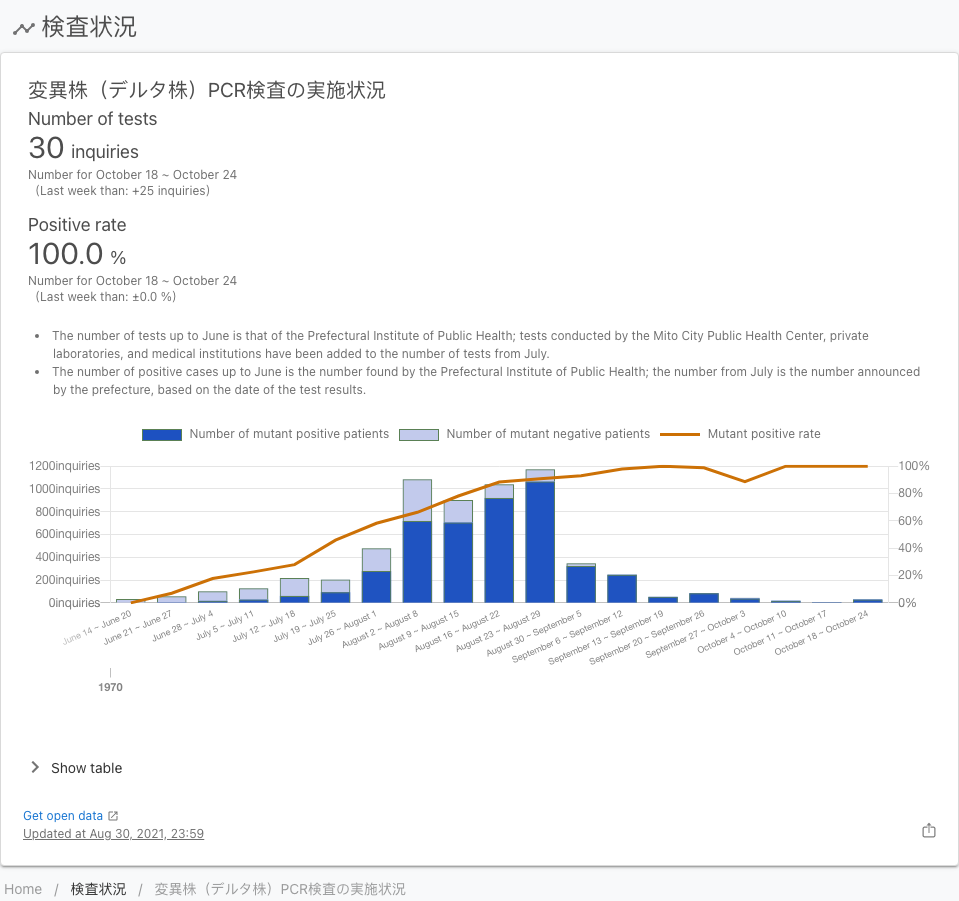 検査状況
変異株（デルタ株）PCR検査の実施状況
Number of tests
30 inquiries
Number for October 18 ~ October 24
(Last week than: +25 inquiries)
Positive rate
100.0 %
Number for October 18 ~ October 24
(Last week than: ±0.0 %)
• The number of tests up to June is that of the Prefectural Institute of Public Health; tests conducted by the Mito City Public Health Center, private
laboratories, and medical institutions have been added to the number of tests from July.
• The number of positive cases up to June is the number found by the Prefectural Institute of Public Health; the number from July is the number announced
by the prefecture, based on the date of the test results.
Number of mutant positive patients Number of mutant negative patients Mutant positive rate
1200inquiries
1000inquiries
800inquiries
600inquiries
400inquiries
200inquiries
0inquiries
100%
80%
60%
40%
20%
0%
June 14 ~ June 20
June 21 ~ June 27
June 28 ~ July 4
July 5 ~ July 11
July 12 ~ July 18
July 19 ~ July 25
July 26 ~ August 1
August 2 ~ August 8
August 9 ~ August 15
August 16 ~ August 22
August 23 ~ August 29
August 30 ~ September 5
September 6 ~ September 12
September 13 ~ September 19
September 20 ~ September 26
September 27 ~ October 3
October 4 ~ October 10
October 11 ~ October 17
October 18 ~ October 24
1970
Show table
Get open data
Updated at Aug 30, 2021, 23:59
Home / 検査状況 / 変異株（デルタ株）PCR検査の実施状況